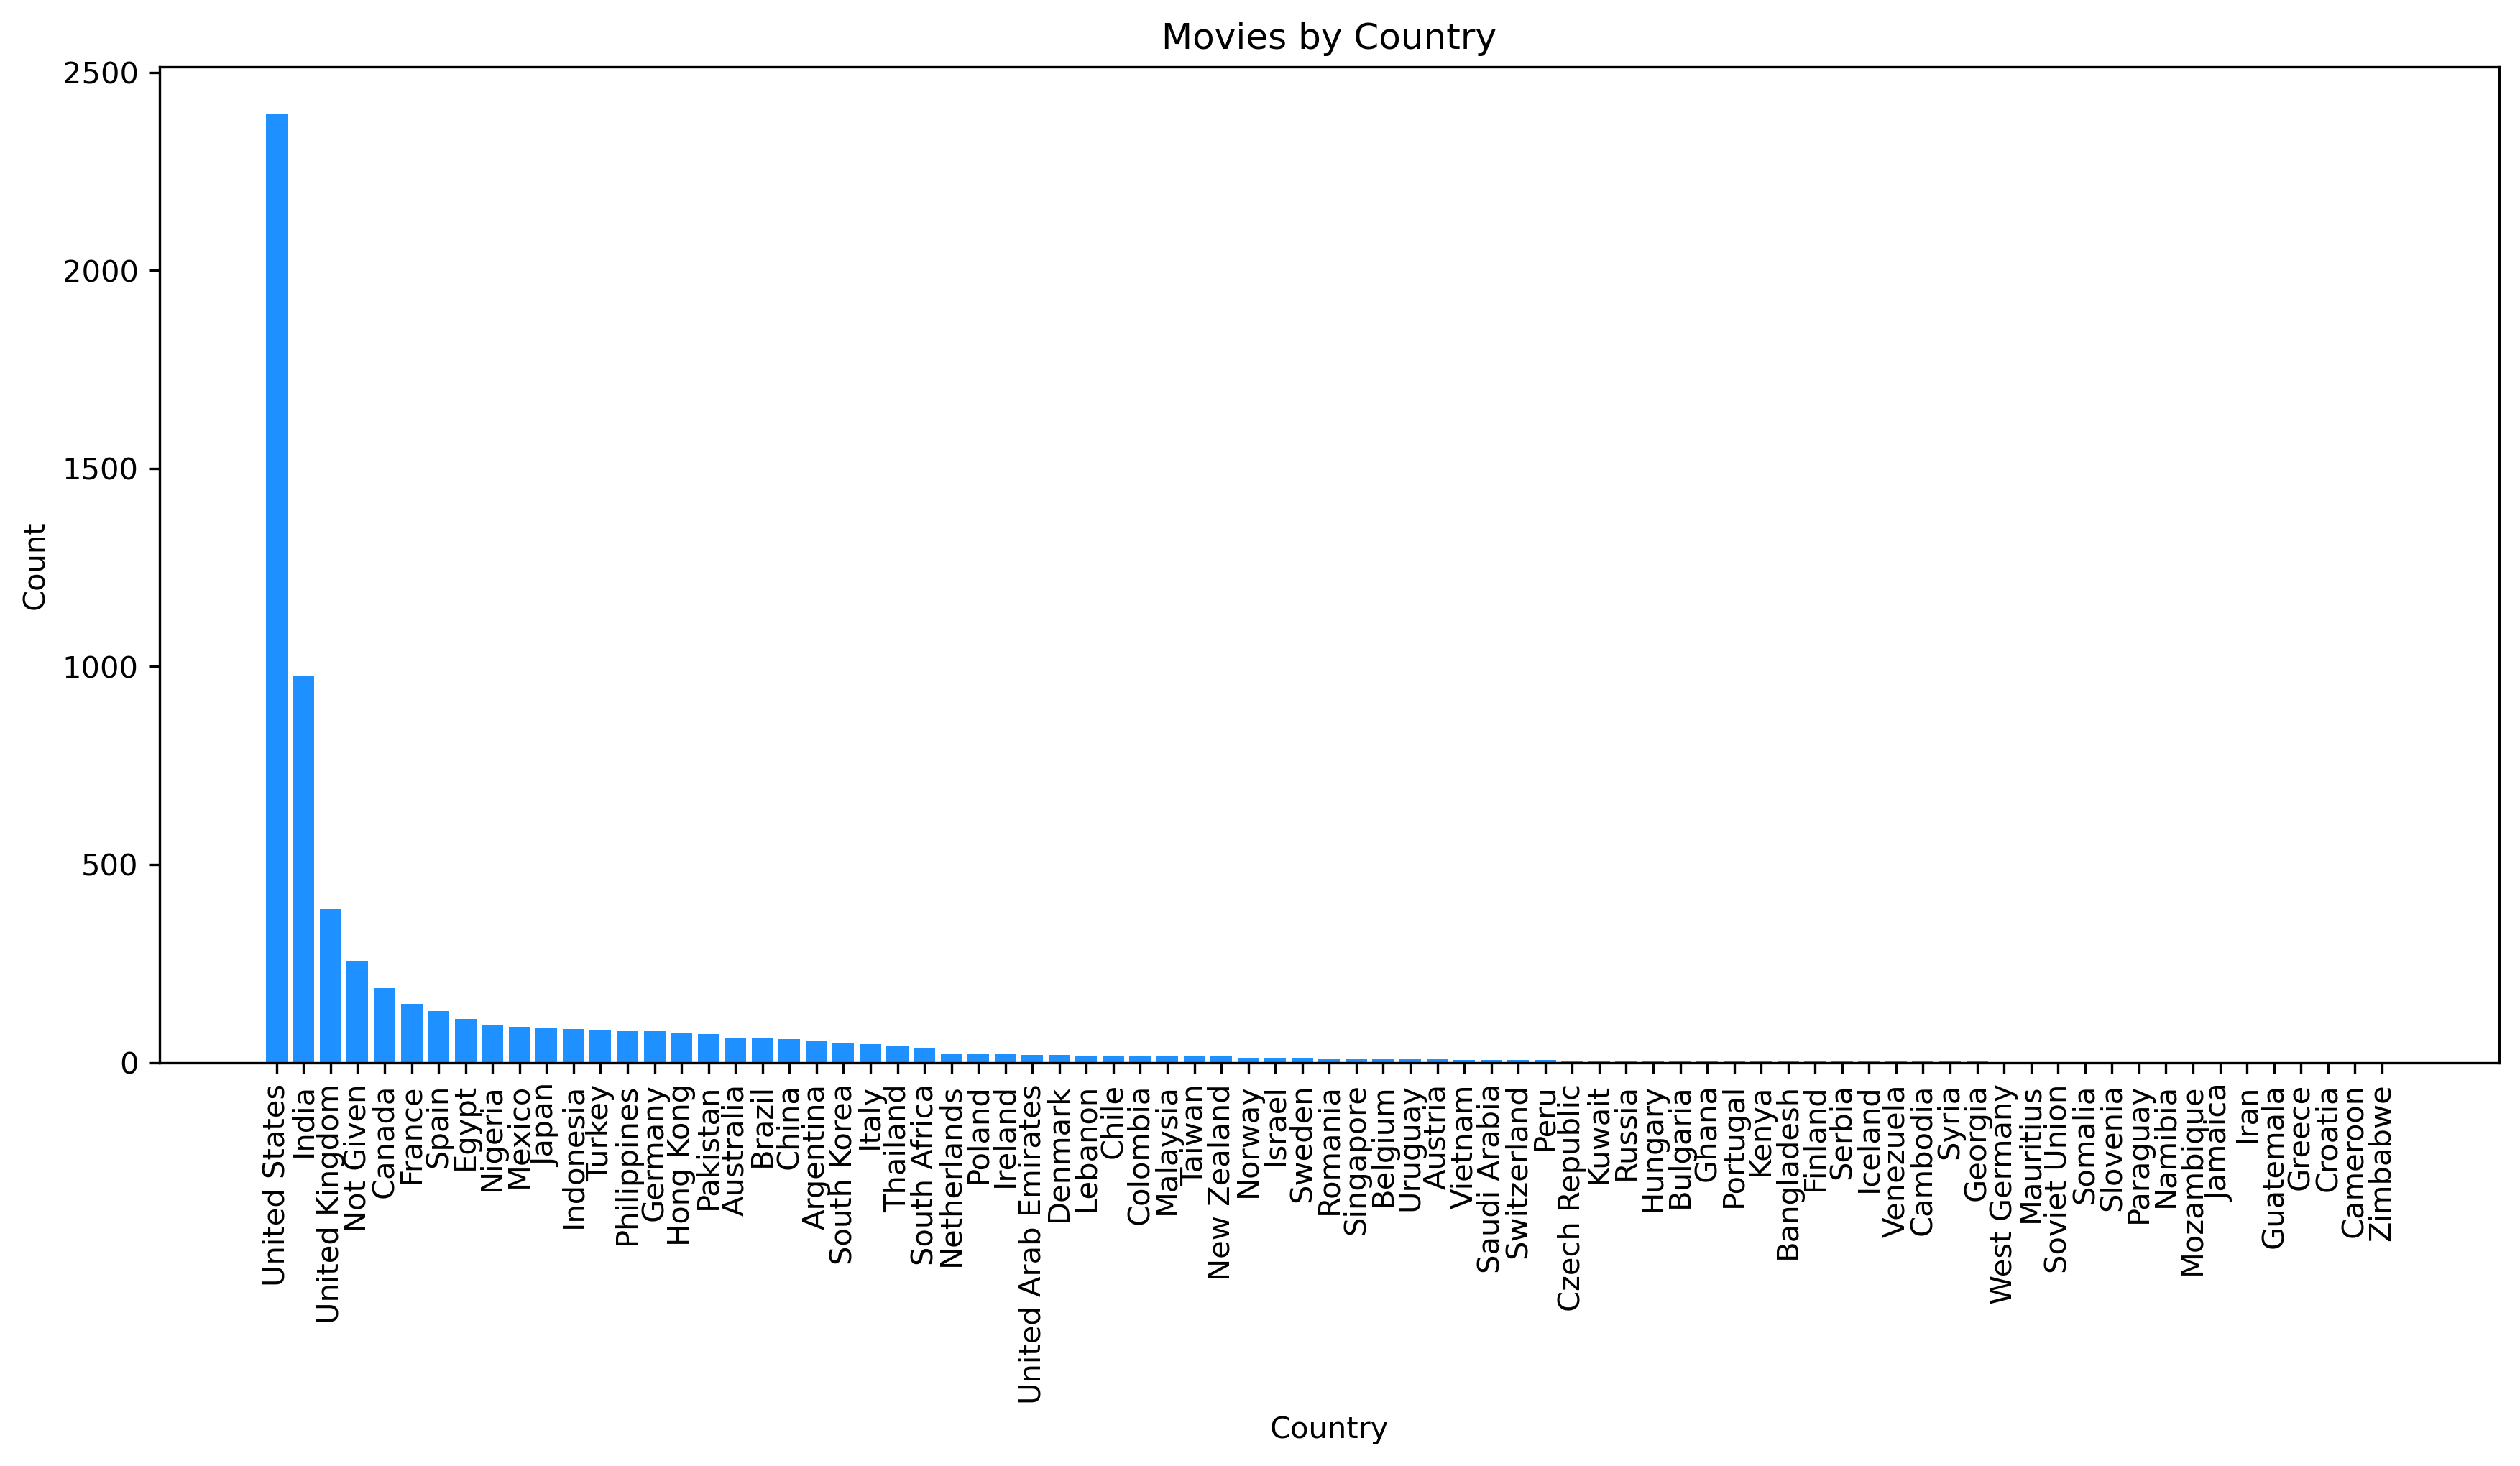 Movies by Country
Count
2500
2000
1500
1000
500
0
United States
India
United Kingdom
Not Given
Canada
France
Spain
Egypt
Nigeria
Mexico
Japan
Indonesia
Turkey
Philippines
Germany
Hong Kong
Pakistan
Australia
Brazil
China
Argentina
South Korea
Italy
Thailand
South Africa
Netherlands
Poland
Ireland
United Arab Emirates
Denmark
Lebanon
Chile
Colombia
Malaysia
Taiwan
New Zealand
Norway
Israel
Sweden
Romania
Singapore
Belgium
Uruguay
Austria
Vietnam
Saudi Arabia
Switzerland
Peru
Czech Republic
Kuwait
Russia
Hungary
Bulgaria
Ghana
Portugal
Kenya
Bangladesh
Finland
Serbia
Iceland
Venezuela
Cambodia
Syria
Georgia
West Germany
Mauritius
Soviet Union
Somalia
Slovenia
Paraguay
Namibia
Mozambique
Jamaica
Iran
Guatemala
Greece
Croatia
Cameroon
Zimbabwe
Country